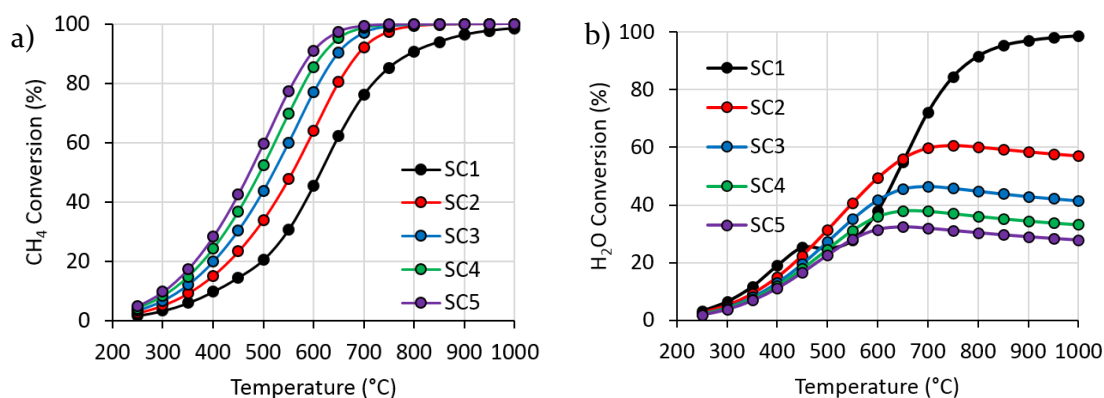 a)
CH4 Conversion (%)
100
80
60
40
20
0
SC1
SC2
SC3
SC4
SC5
200 300 400 500 600 700 800 900 1000
Temperature (°C)
b)
H2O Conversion (%)
100
80
60
40
20
0
SC1
SC2
SC3
SC4
SC5
200 300 400 500 600 700 800 900 1000
Temperature (°C)